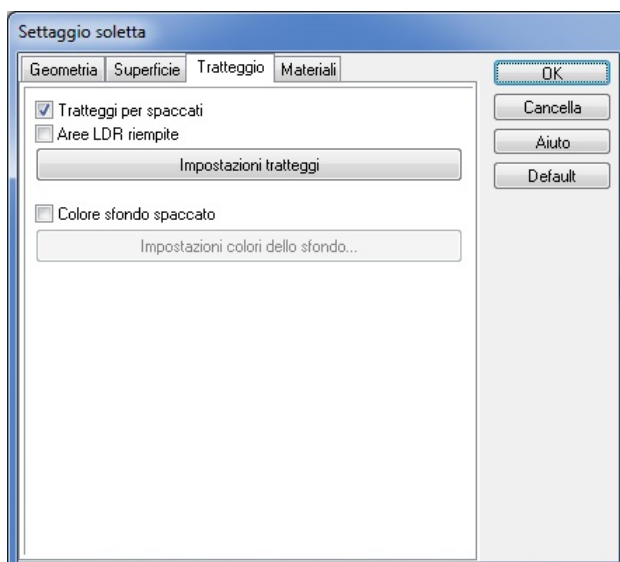 Settaggio soletta
Geometria Superficie Tratteggio Materiali
OK
Cancella
Aiuto
Default
Tratteggi per spaccati
Aree LDR riempite
Impostazioni tratteggi
Colore sfondo spaccato
Impostazioni colori dello sfondo...